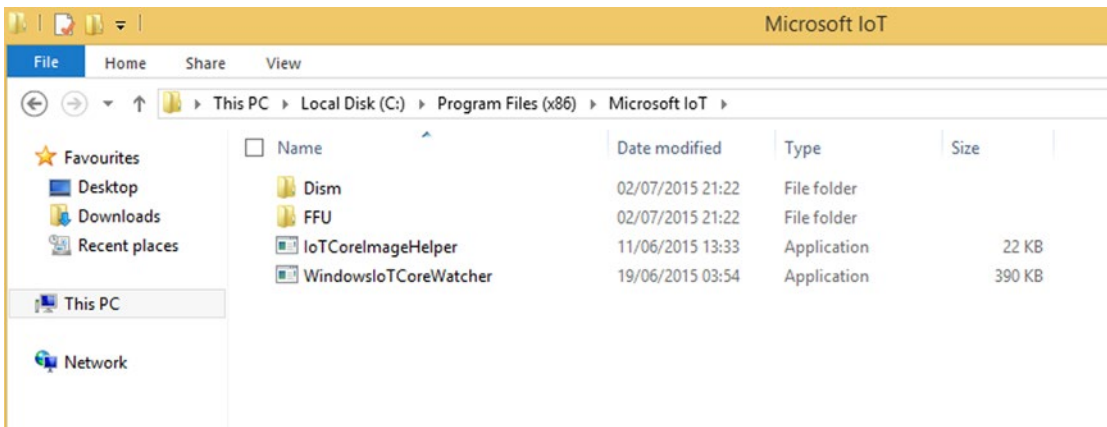 Microsoft IoT
File Home Share View
This PC Local Disk (C:) Program Files (x86) Microsoft IoT
Favourites
Desktop
Downloads
Recent places
This PC
Network
Name Date modified Type Size
Dism 02/07/2015 21:22 File folder
FFU 02/07/2015 21:22 File folder
IoTCoreImageHelper 11/06/2015 13:33 Application 22 KB
WindowsIoTCoreWatcher 19/06/2015 03:54 Application 390 KB